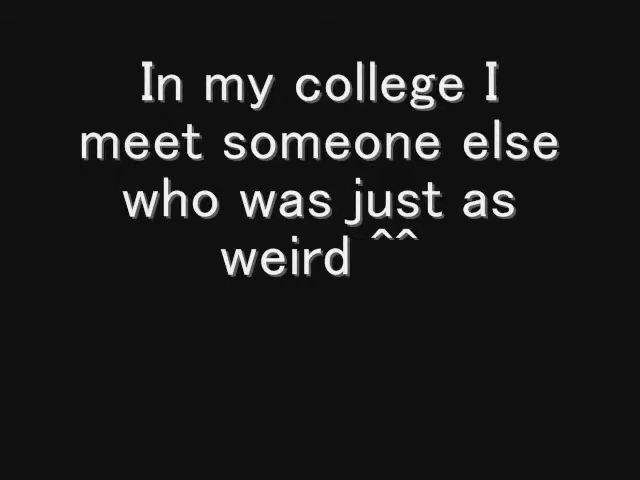 In my college I
meet someone else
who was just as
weird ^^